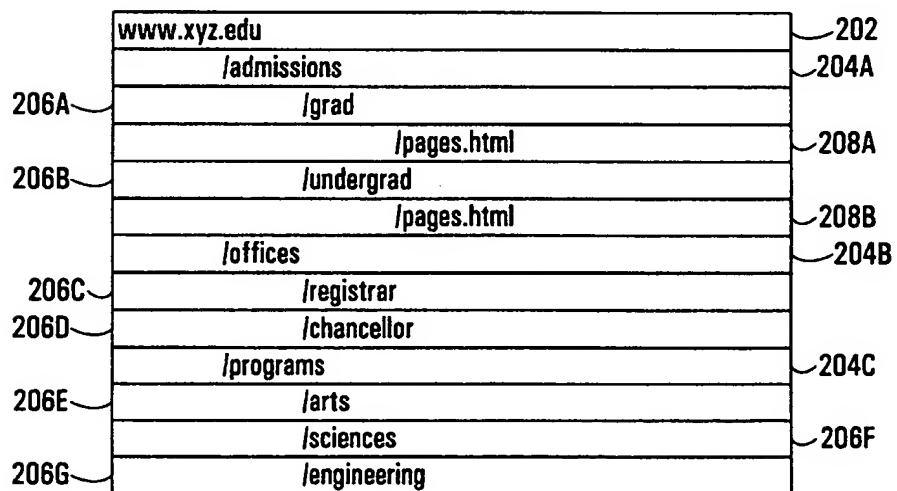 www.xyz.edu 202
/admissions 204A
206A /grad
/pages.html 208A
206B /undergrad
/pages.html 208B
/offices 204B
206C /registrar
206D /chancellor
/programs 204C
206E /arts
/sciences 206F
206G /engineering